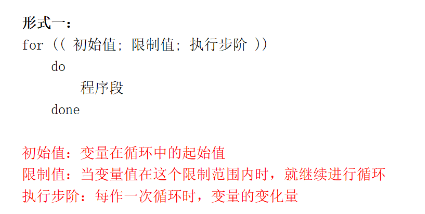 形式一：
for (( 初始值; 限制值; 执行步阶 ))
do
程序段
done
初始值：变量在循环中的起始值
限制值：当变量值在这个限制范围内时，就继续进行循环
执行步阶：每作一次循环时，变量的变化量